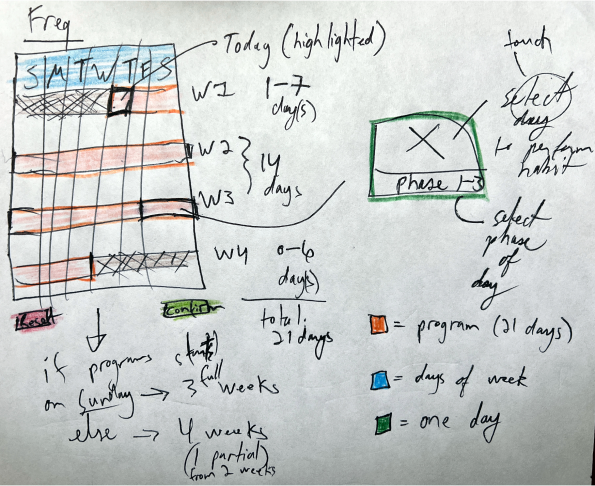 Freq
Today (highlighted)
S M T W T F S
W1 1-7
day(s)
W2
14
days
W3
W4 0-6
day(s)
total:
21 days
Reset
Confirm
if programs starts
on Sunday → 3 full weeks
else → 4 weeks
(1 partial)
from 2 weeks
touch
select
day
to perform
habit
X
phase 1-3
select
phase
of
day
= program (21 days)
= days of week
= one day